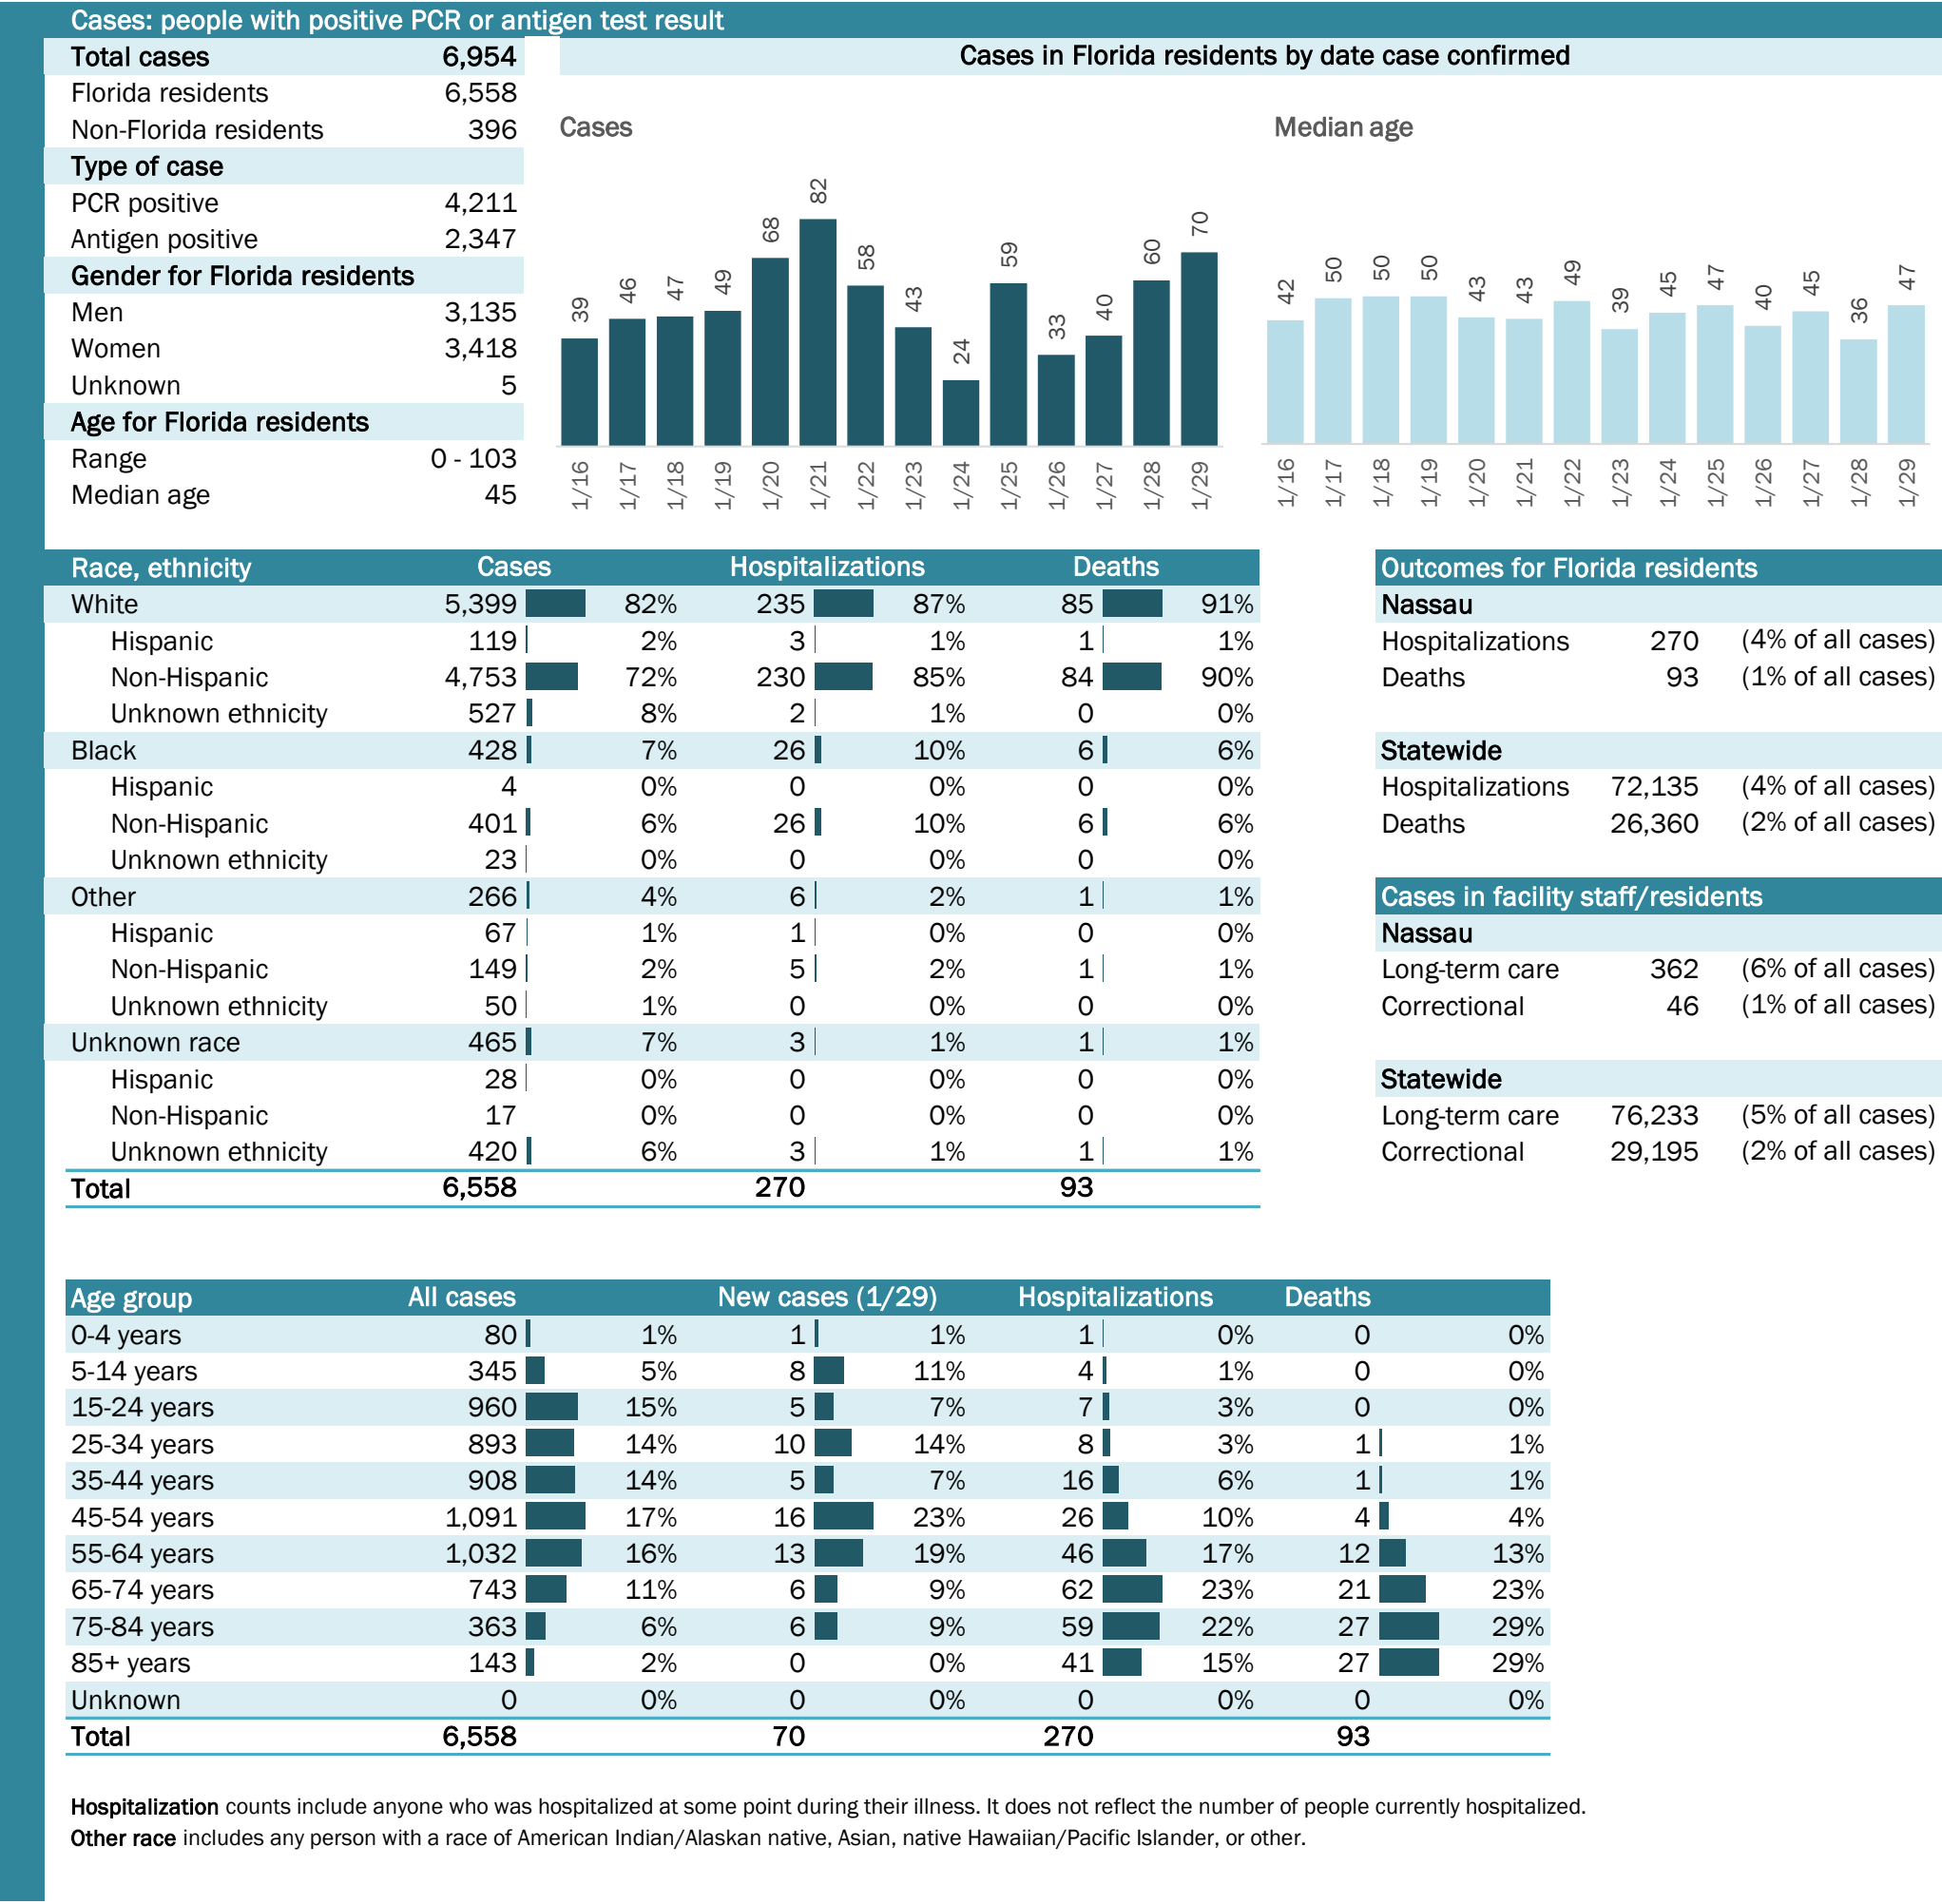 Cases: people with positive PCR or antigen test result
Total cases 6,954
Florida residents 6,558
Non-Florida residents 396
Type of case
PCR positive 4,211
Antigen positive 2,347
Gender for Florida residents
Men 3,135
Women 3,418
Unknown 5
Age for Florida residents
Range 0 - 103
Median age 45
Cases in Florida residents by date case confirmed
Cases
39 46 47 49 68 82 58 43 24 59 33 40 60 70
1/16 1/17 1/18 1/19 1/20 1/21 1/22 1/23 1/24 1/25 1/26 1/27 1/28 1/29
Median age
42 50 50 50 43 43 49 39 45 47 40 45 36 47
1/16 1/17 1/18 1/19 1/20 1/21 1/22 1/23 1/24 1/25 1/26 1/27 1/28 1/29
Race, ethnicity Cases Hospitalizations Deaths
White 5,399 82% 235 87% 85 91%
Hispanic 119 2% 3 1% 1 1%
Non-Hispanic 4,753 72% 230 85% 84 90%
Unknown ethnicity 527 8% 2 1% 0 0%
Black 428 7% 26 10% 6 6%
Hispanic 4 0% 0 0% 0 0%
Non-Hispanic 401 6% 26 10% 6 6%
Unknown ethnicity 23 0% 0 0% 0 0%
Other 266 4% 6 2% 1 1%
Hispanic 67 1% 1 0% 0 0%
Non-Hispanic 149 2% 5 2% 1 1%
Unknown ethnicity 50 1% 0 0% 0 0%
Unknown race 465 7% 3 1% 1 1%
Hispanic 28 0% 0 0% 0 0%
Non-Hispanic 17 0% 0 0% 0 0%
Unknown ethnicity 420 6% 3 1% 1 1%
Total 6,558 270 93
Outcomes for Florida residents
Nassau
Hospitalizations 270 (4% of all cases)
Deaths 93 (1% of all cases)
Statewide
Hospitalizations 72,135 (4% of all cases)
Deaths 26,360 (2% of all cases)
Cases in facility staff/residents
Nassau
Long-term care 362 (6% of all cases)
Correctional 46 (1% of all cases)
Statewide
Long-term care 76,233 (5% of all cases)
Correctional 29,195 (2% of all cases)
Age group All cases New cases (1/29) Hospitalizations Deaths
0-4 years 80 1% 1 1% 1 0% 0 0%
5-14 years 345 5% 8 11% 4 1% 0 0%
15-24 years 960 15% 5 7% 7 3% 0 0%
25-34 years 893 14% 10 14% 8 3% 1 1%
35-44 years 908 14% 5 7% 16 6% 1 1%
45-54 years 1,091 17% 16 23% 26 10% 4 4%
55-64 years 1,032 16% 13 19% 46 17% 12 13%
65-74 years 743 11% 6 9% 62 23% 21 23%
75-84 years 363 6% 6 9% 59 22% 27 29%
85+ years 143 2% 0 0% 41 15% 27 29%
Unknown 0 0% 0 0% 0 0% 0 0%
Total 6,558 70 270 93
Hospitalization counts include anyone who was hospitalized at some point during their illness. It does not reflect the number of people currently hospitalized.
Other race includes any person with a race of American Indian/Alaskan native, Asian, native Hawaiian/Pacific Islander, or other.